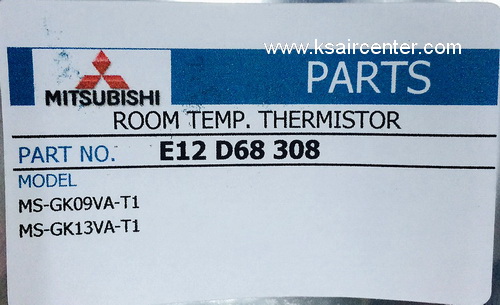 www.ksaircenter.com
MITSUBISHI
PARTS
ROOM TEMP. THERMISTOR
PART NO. E12 D68 308
MODEL
MS-GK09VA-T1
MS-GK13VA-T1